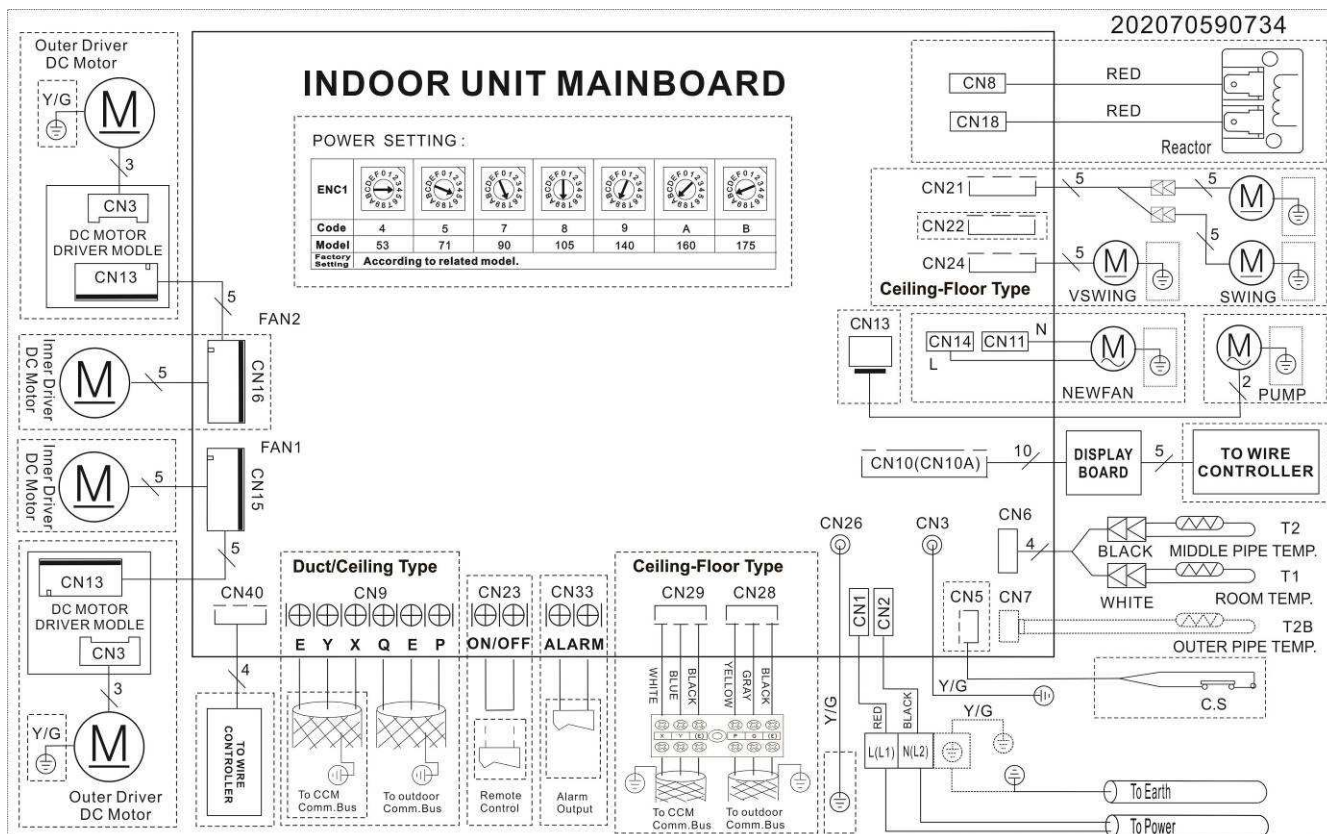 202070590734
Outer Driver
DC Motor
Y/G
M
3
CN3
DC MOTOR
DRIVER MODLE
CN13
5
FAN2
Inner Driver
DC Motor
M
5
CN16
FAN1
Inner Driver
DC Motor
M
5
CN15
5
CN13
DC MOTOR
DRIVER MODLE
CN3
3
Y/G
M
Outer Driver
DC Motor
INDOOR UNIT MAINBOARD
POWER SETTING :
ENC1
Code 4 5 7 8 9 A B
Model 53 71 90 105 140 160 175
Factory Setting According to related model.
CN8 RED
CN18 RED
Reactor
CN21 5 5 M
CN22
5
CN24 5 M M
Ceiling-Floor Type VSWING SWING
CN13
CN14 CN11 N
L
M
NEWFAN
M
2
PUMP
CN10(CN10A) 10
DISPLAY
BOARD
5
TO WIRE
CONTROLLER
CN26
CN3
CN6
4
BLACK
T2
MIDDLE PIPE TEMP.
WHITE
T1
ROOM TEMP.
CN5
CN7
T2B
OUTER PIPE TEMP.
C.S
CN1
CN2
Y/G
Y/G
RED
BLACK
Y/G
L(L1) N(L2)
To Earth
To Power
CN40
4
TO WIRE
CONTROLLER
Duct/Ceiling Type
CN9
E Y X Q E P
To CCM
Comm.Bus
To outdoor
Comm.Bus
CN23
ON/OFF
Remote
Control
CN33
ALARM
Alarm
Output
Ceiling-Floor Type
CN29 CN28
WHITE BLUE BLACK YELLOW GRAY BLACK
X Y (E) P Q (E)
To CCM
Comm.Bus
To outdoor
Comm.Bus